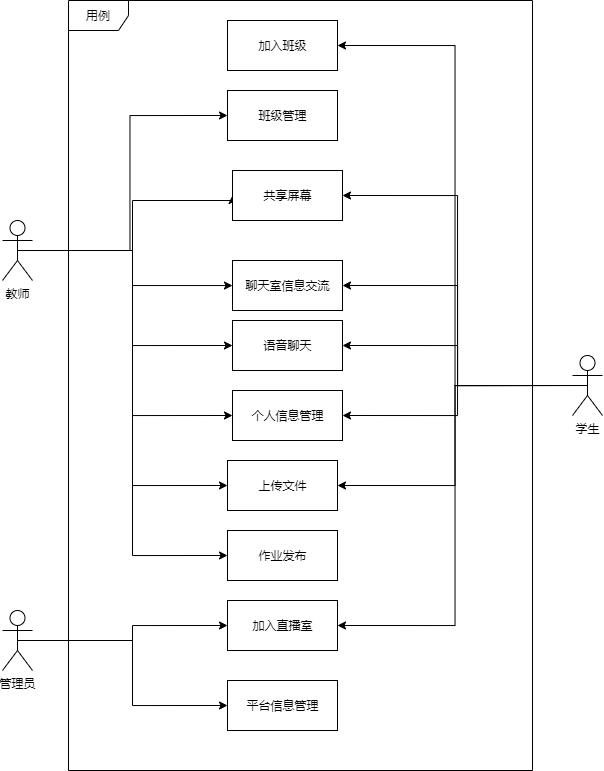 用例
加入班级
班级管理
共享屏幕
教师
聊天室信息交流
语音聊天
个人信息管理
学生
上传文件
作业发布
加入直播室
管理员
平台信息管理